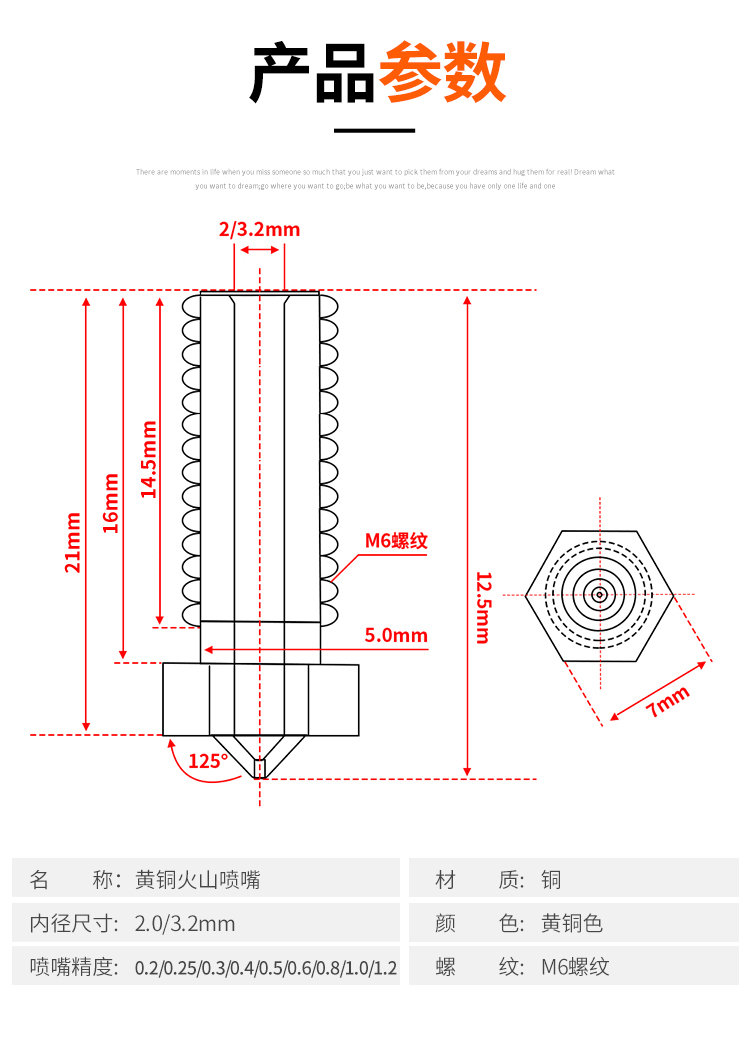 产品参数
There are moments in life when you miss someone so much that you just want to pick them from your dreams and hug them for real! Dream what
you want to dream;go where you want to go;be what you want to be,because you have only one life and one
2/3.2mm
14.5mm
16mm
21mm
M6螺纹
12.5mm
5.0mm
7mm
125°
名 称：黄铜火山喷嘴
材 质：铜
内径尺寸：2.0/3.2mm
颜 色：黄铜色
喷嘴精度：0.2/0.25/0.3/0.4/0.5/0.6/0.8/1.0/1.2
螺 纹：M6螺纹